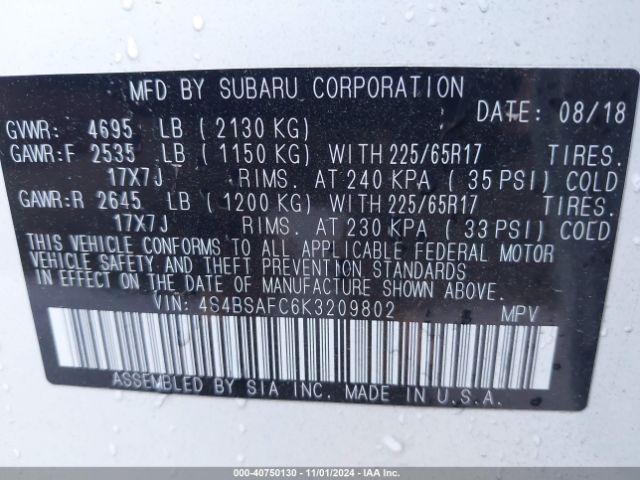 MFD BY SUBARU CORPORATION
DATE: 08/18
GVWR: 4695 LB ( 2130 KG)
GAWR:F 2535 LB ( 1150 KG) WITH 225/65R17 TIRES.
17X7J RIMS. AT 240 KPA ( 35 PSI) COLD
GAWR:R 2645 LB ( 1200 KG) WITH 225/65R17 TIRES.
17X7J RIMS. AT 230 KPA ( 33 PSI) COLD
THIS VEHICLE CONFORMS TO ALL APPLICABLE FEDERAL MOTOR
VEHICLE SAFETY AND THEFT PREVENTION STANDARDS
IN EFFECT ON THE DATE OF MANUFACTURE SHOWN ABOVE.
VIN: 4S4BSAFC6K3209802 MPV
ASSEMBLED BY SIA INC. MADE IN U.S.A.
000-40750130 - 11/01/2024 - IAAI.COM